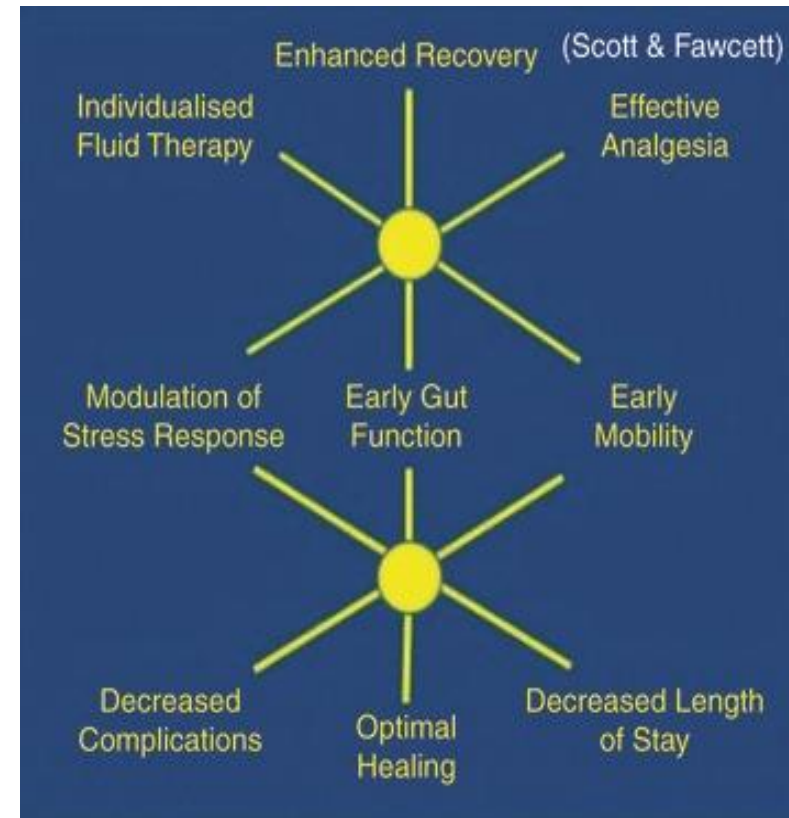 Enhanced Recovery (Scott & Fawcett)
Individualised
Fluid Therapy
Effective
Analgesia
Modulation of
Stress Response
Early Gut
Function
Early
Mobility
Decreased
Complications
Optimal
Healing
Decreased Length
of Stay